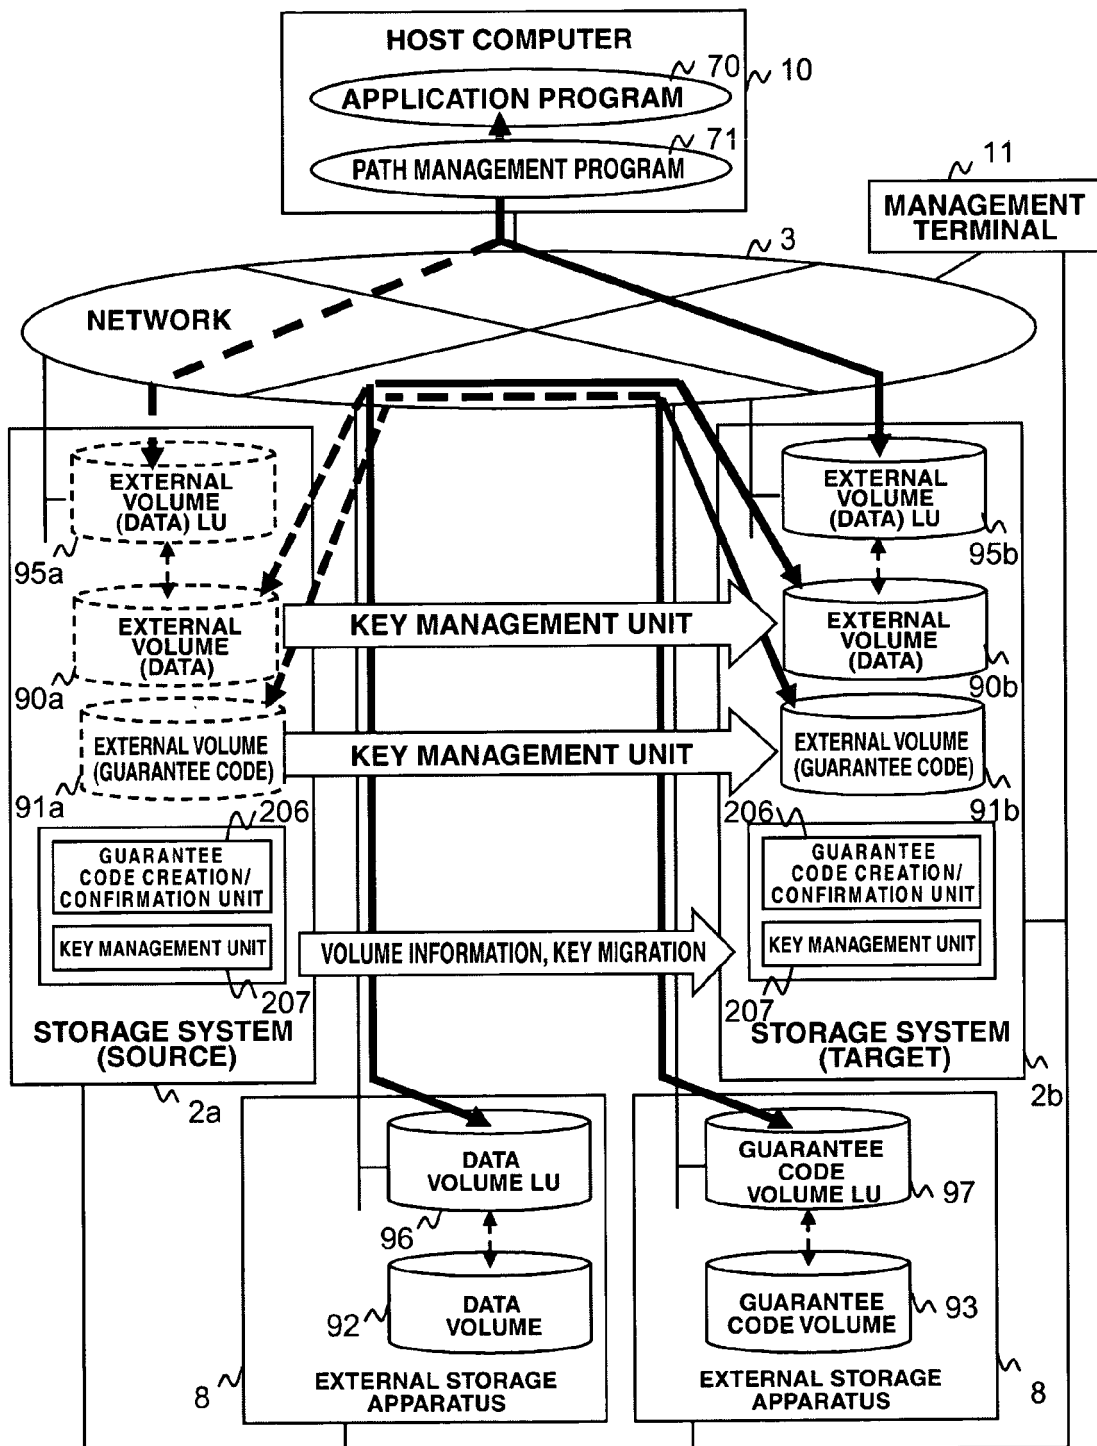 HOST COMPUTER
70
10
APPLICATION PROGRAM
71
PATH MANAGEMENT PROGRAM
11
MANAGEMENT
TERMINAL
3
NETWORK
EXTERNAL
VOLUME
(DATA) LU
95a
EXTERNAL
VOLUME
(DATA) LU
95b
EXTERNAL
VOLUME
(DATA)
90a
KEY MANAGEMENT UNIT
EXTERNAL
VOLUME
(DATA)
90b
EXTERNAL VOLUME
(GUARANTEE CODE)
91a
KEY MANAGEMENT UNIT
EXTERNAL VOLUME
(GUARANTEE CODE)
91b
206
GUARANTEE
CODE CREATION/
CONFIRMATION UNIT
KEY MANAGEMENT UNIT
207
STORAGE SYSTEM
(SOURCE)
2a
VOLUME INFORMATION, KEY MIGRATION
206
GUARANTEE
CODE CREATION/
CONFIRMATION UNIT
KEY MANAGEMENT UNIT
207
STORAGE SYSTEM
(TARGET)
2b
DATA
VOLUME LU
96
DATA
VOLUME
92
EXTERNAL STORAGE
APPARATUS
8
GUARANTEE
CODE
VOLUME LU
97
GUARANTEE
CODE VOLUME
93
EXTERNAL STORAGE
APPARATUS
8